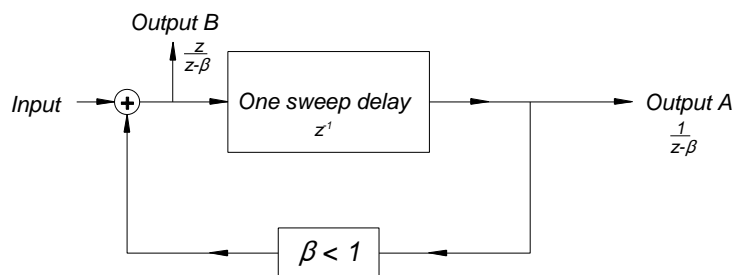 Output B
z
z-β
Input
+
One sweep delay
z⁻¹
Output A
1
z-β
β < 1